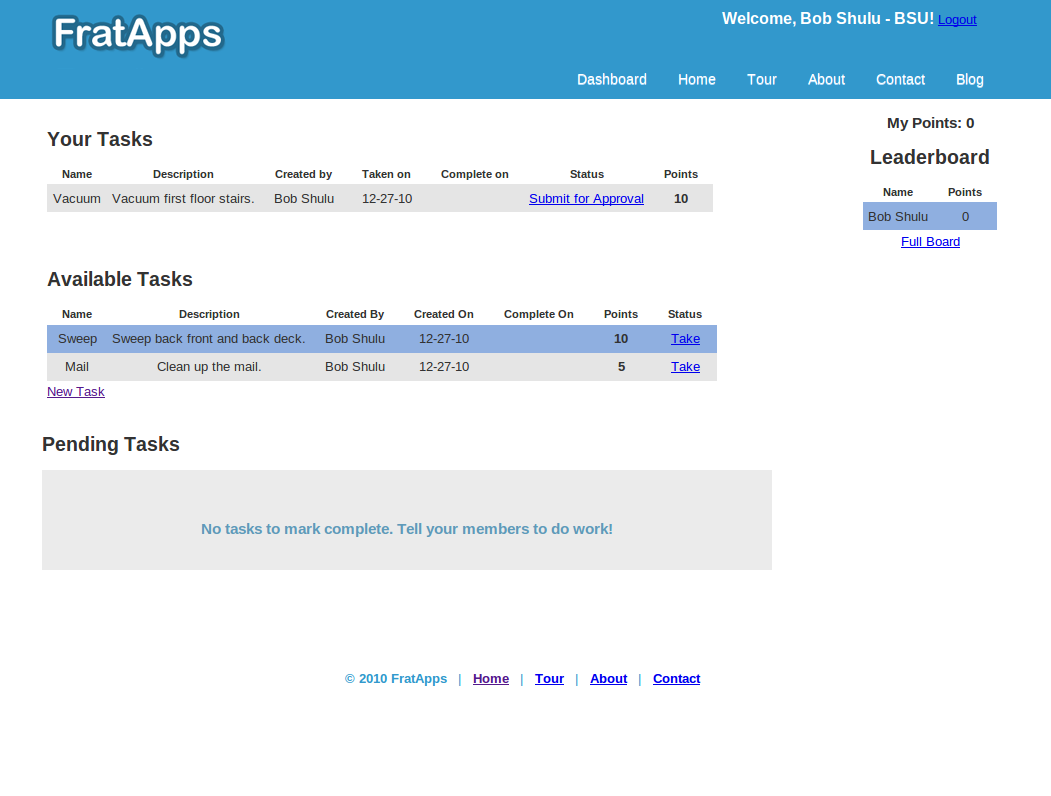 FratApps
Welcome, Bob Shulu - BSU! Logout
Dashboard Home Tour About Contact Blog
Your Tasks
Name Description Created by Taken on Complete on Status Points
Vacuum Vacuum first floor stairs. Bob Shulu 12-27-10 Submit for Approval 10
Available Tasks
Name Description Created By Created On Complete On Points Status
Sweep Sweep back front and back deck. Bob Shulu 12-27-10 10 Take
Mail Clean up the mail. Bob Shulu 12-27-10 5 Take
New Task
Pending Tasks
No tasks to mark complete. Tell your members to do work!
My Points: 0
Leaderboard
Name Points
Bob Shulu 0
Full Board
© 2010 FratApps | Home | Tour | About | Contact